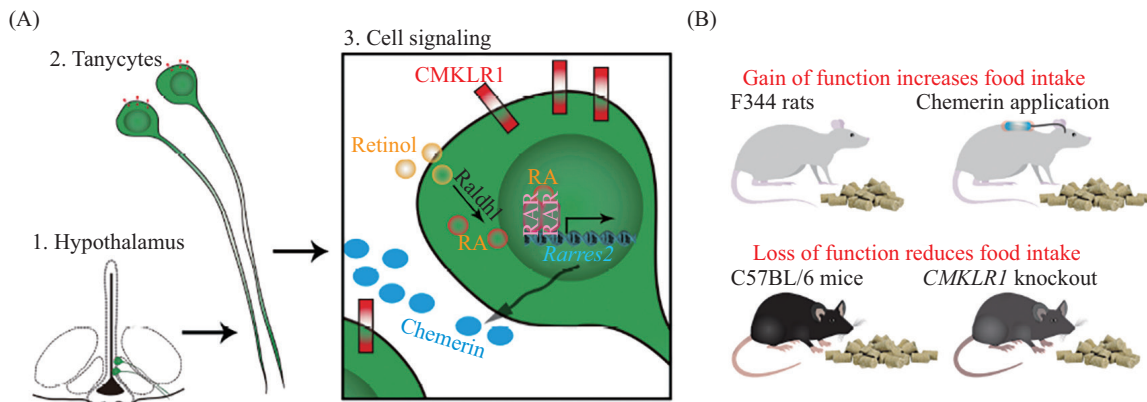 (A)
2. Tanycytes
1. Hypothalamus
3. Cell signaling
CMKLR1
Retinol
Raldh1
RA
RA
RAR
RAR
Rarres2
Chemerin
(B)
Gain of function increases food intake
F344 rats
Chemerin application
Loss of function reduces food intake
C57BL/6 mice
CMKLR1 knockout